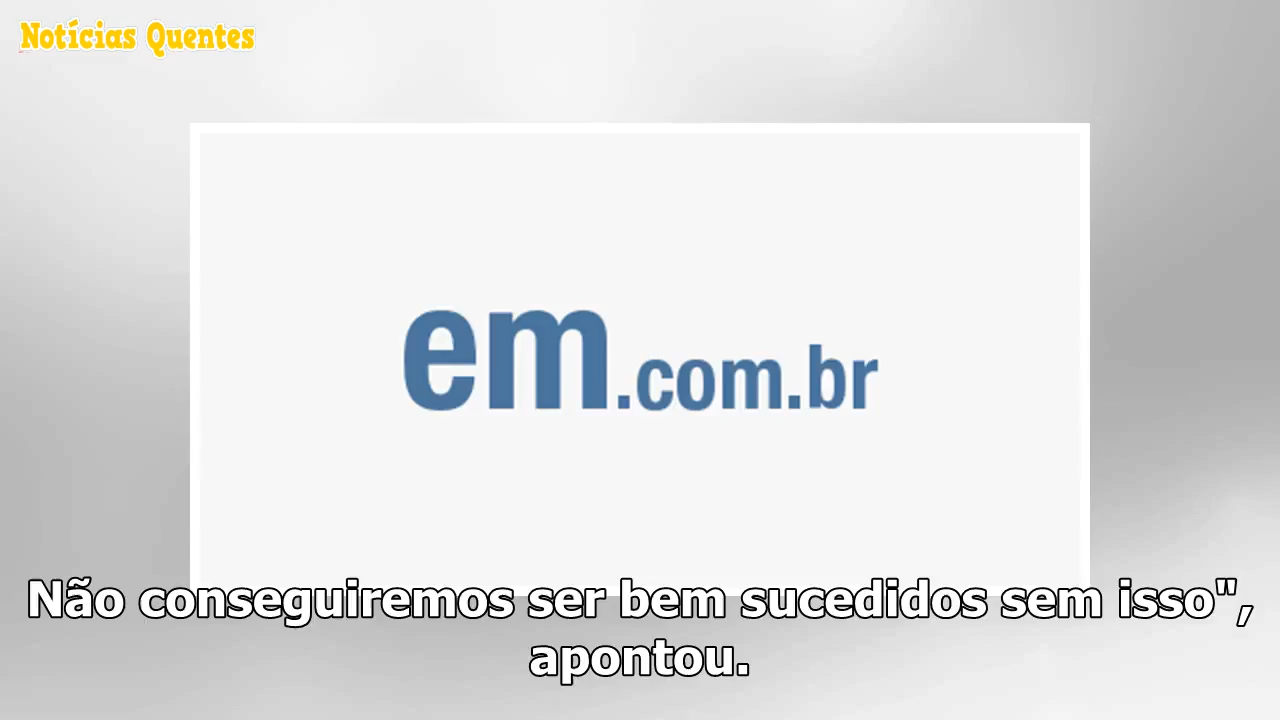 Notícias Quentes
em.com.br
Não conseguiremos ser bem sucedidos sem isso",
apontou.